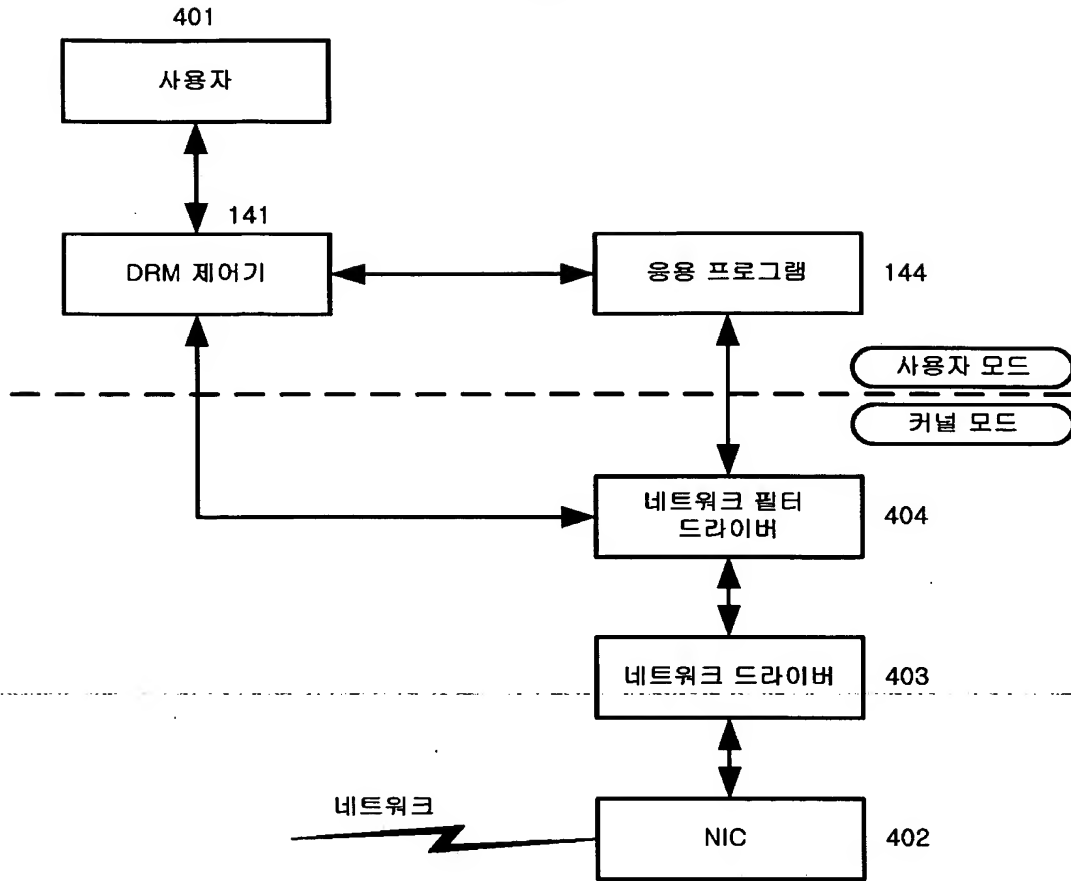 401
사용자
141
DRM 제어기
응용 프로그램
144
사용자 모드
커널 모드
네트워크 필터
드라이버
404
네트워크 드라이버
403
네트워크
NIC
402